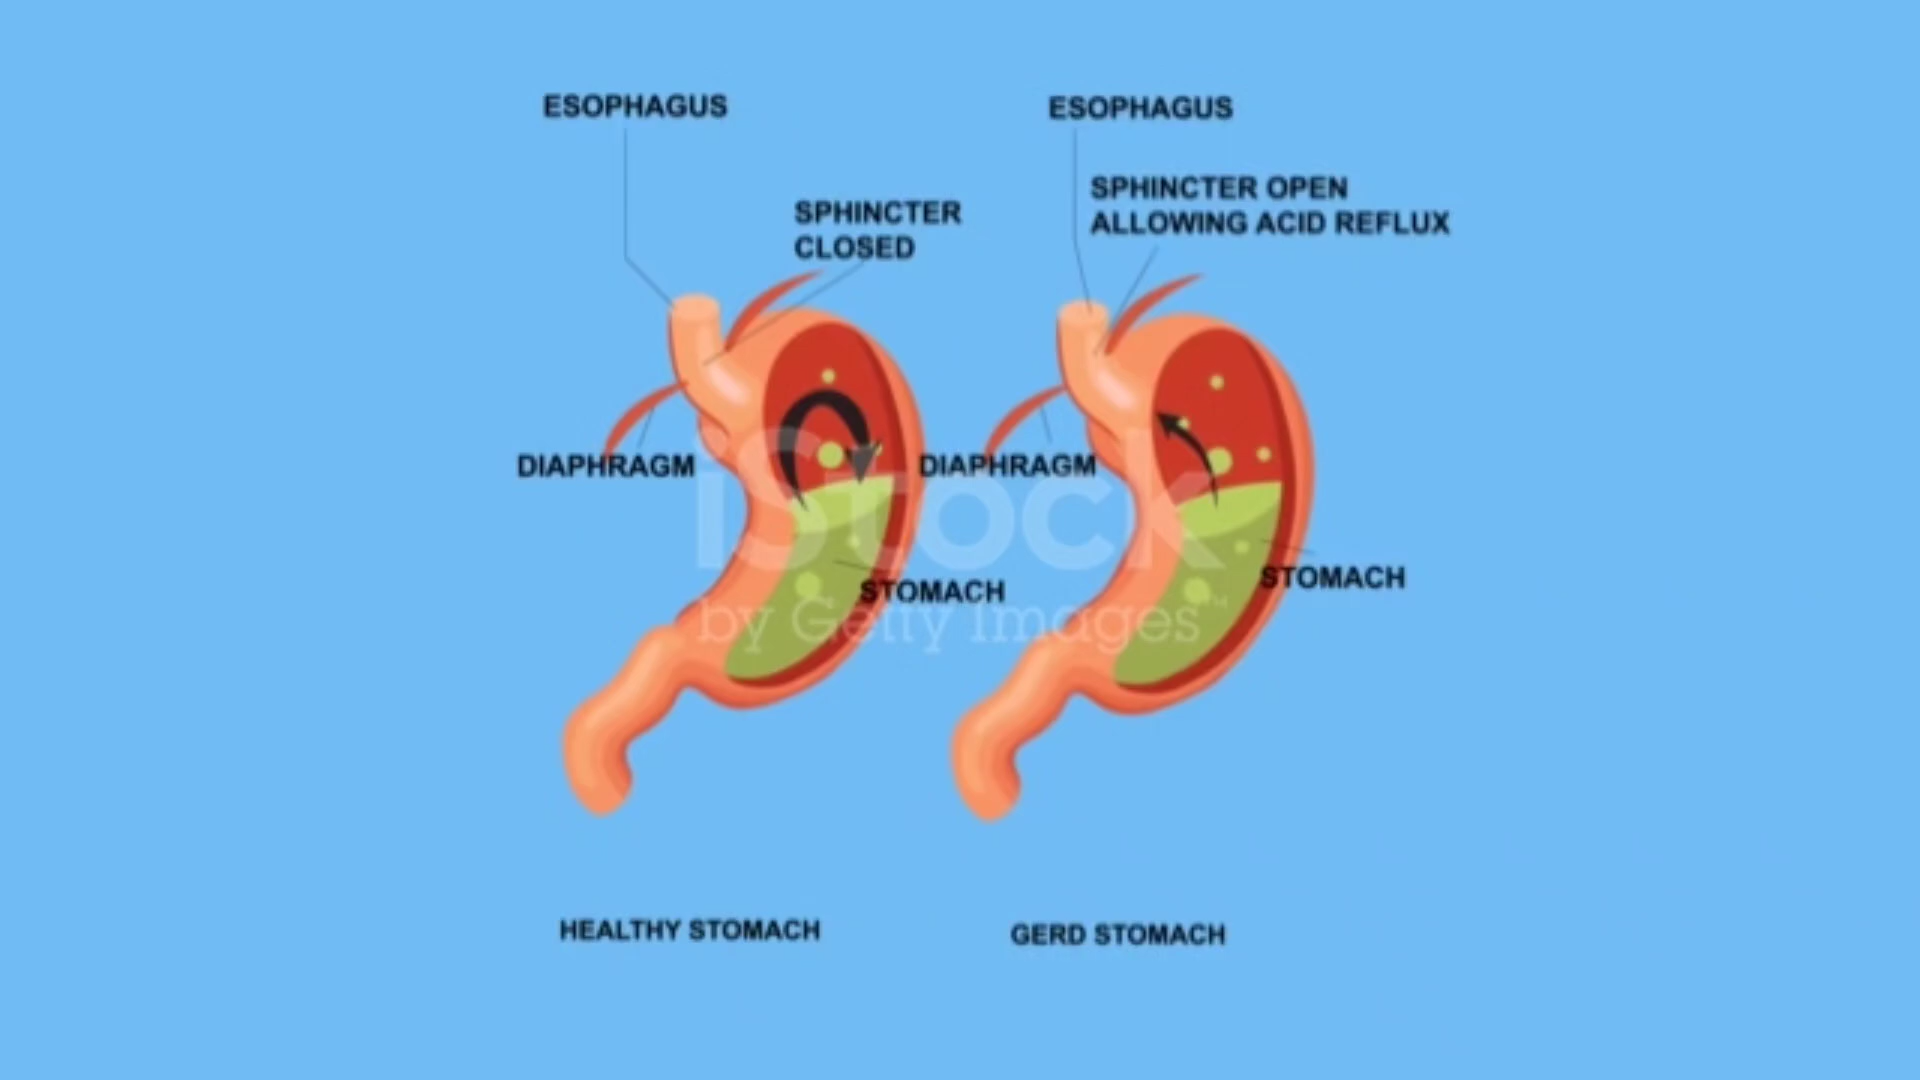 ESOPHAGUS
SPHINCTER
CLOSED
DIAPHRAGM
STOMACH
HEALTHY STOMACH
ESOPHAGUS
SPHINCTER OPEN
ALLOWING ACID REFLUX
DIAPHRAGM
STOMACH
GERD STOMACH
iStock
by Getty Images™